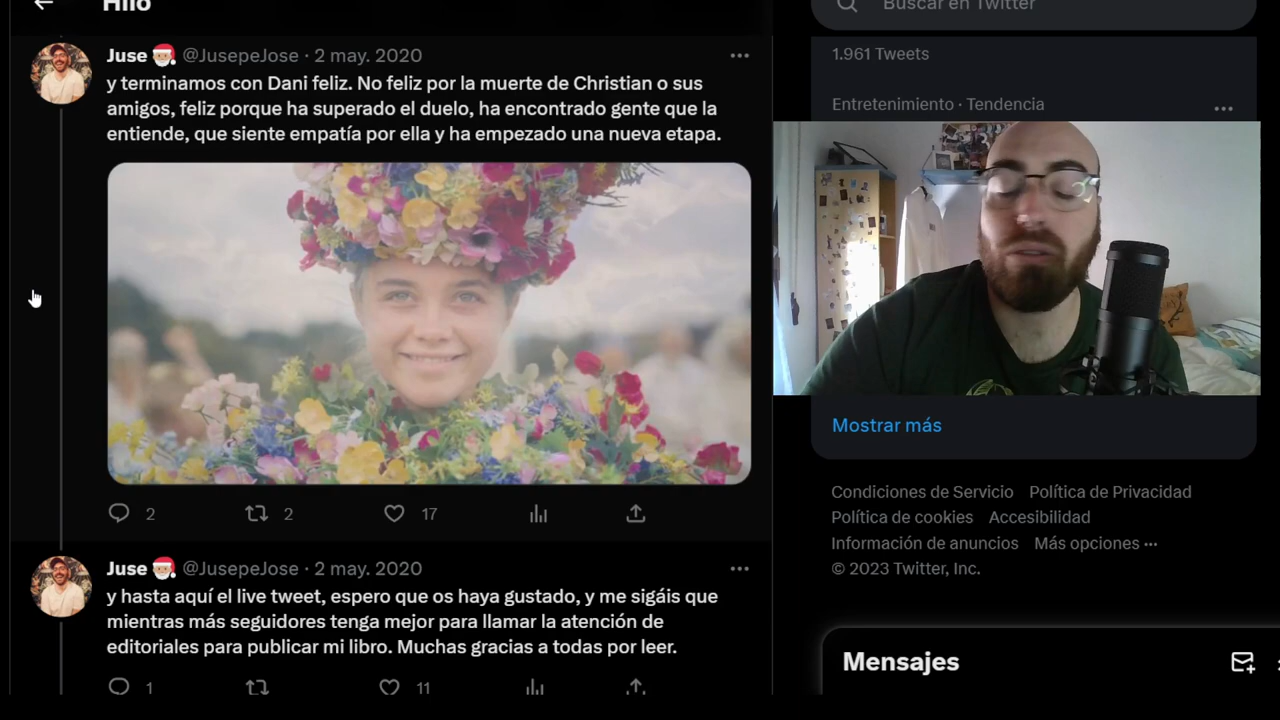 Hilo
Juse @JusepeJose · 2 may. 2020
y terminamos con Dani feliz. No feliz por la muerte de Christian o sus
amigos, feliz porque ha superado el duelo, ha encontrado gente que la
entiende, que siente empatía por ella y ha empezado una nueva etapa.
2 2 17
Juse @JusepeJose · 2 may. 2020
y hasta aquí el live tweet, espero que os haya gustado, y me sigáis que
mientras más seguidores tenga mejor para llamar la atención de
editoriales para publicar mi libro. Muchas gracias a todas por leer.
1 11
Buscar en Twitter
1.961 Tweets
Entretenimiento · Tendencia
Mostrar más
Condiciones de Servicio Política de Privacidad
Política de cookies Accesibilidad
Información de anuncios Más opciones ···
© 2023 Twitter, Inc.
Mensajes